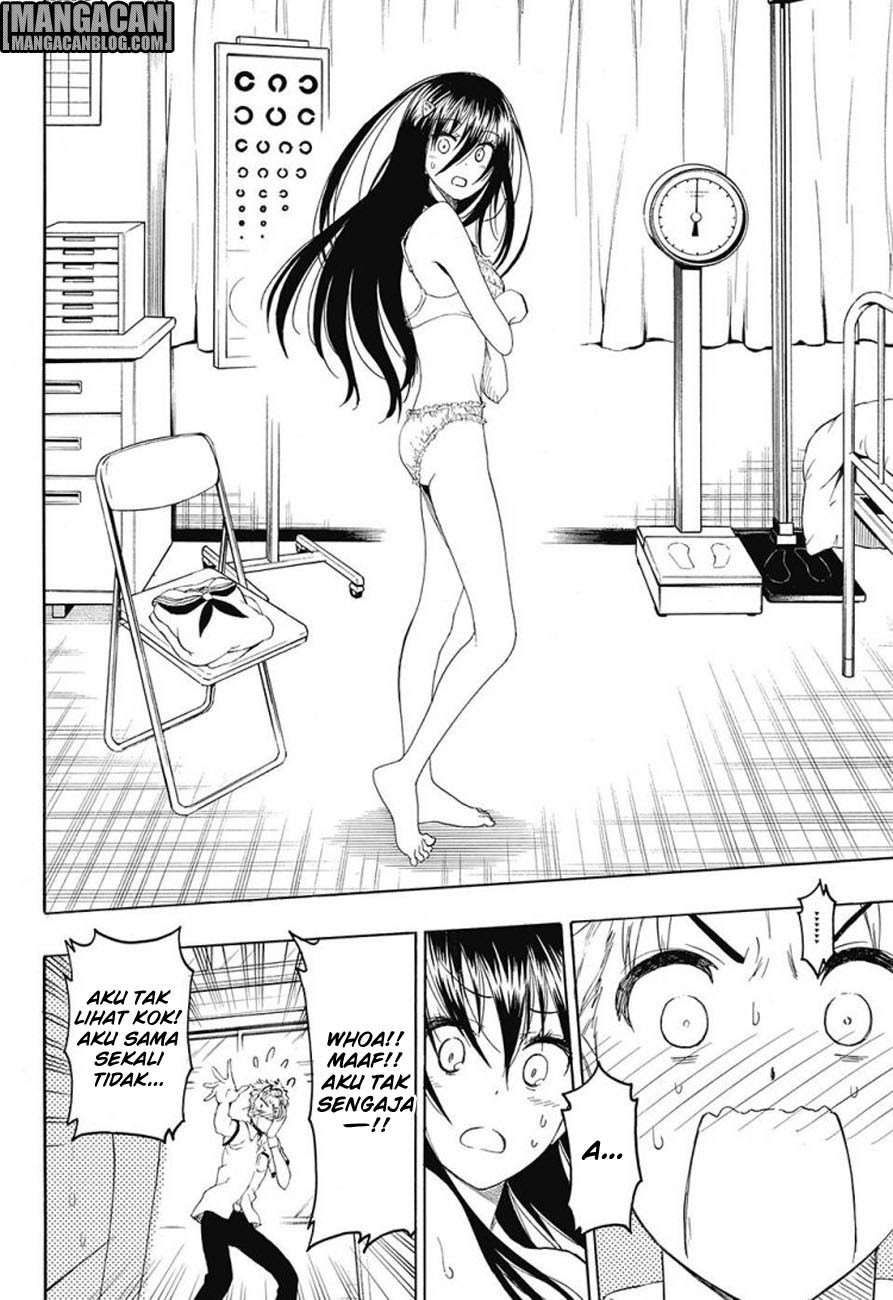 MANGACAN
MANGACANBLOG.COM
.......
A...
WHOA!!
MAAF!!
AKU TAK
SENGAJA
—!!
AKU TAK
LIHAT KOK!
AKU SAMA
SEKALI
TIDAK...